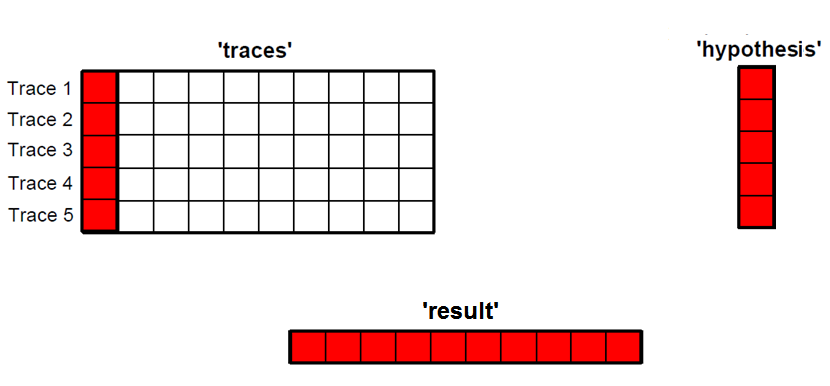 'traces'
'hypothesis'
Trace 1
Trace 2
Trace 3
Trace 4
Trace 5
'result'